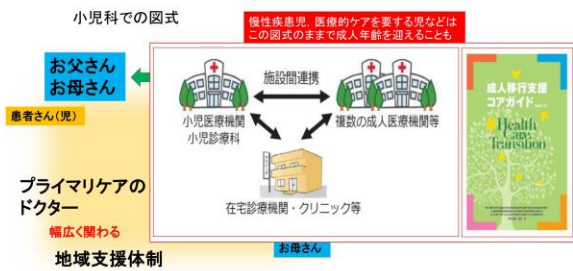 小児科での図式
慢性疾患児，医療的ケアを要する児などは
この図式のままで成人年齢を迎えることも
お父さん
お母さん
患者さん（児）
施設間連携
小児医療機関
小児診療科
複数の成人医療機関等
在宅診療機関・クリニック等
プライマリケアの
ドクター
幅広く関わる
地域支援体制
お母さん
成人移行支援
コアガイド
Health
Care
Transition